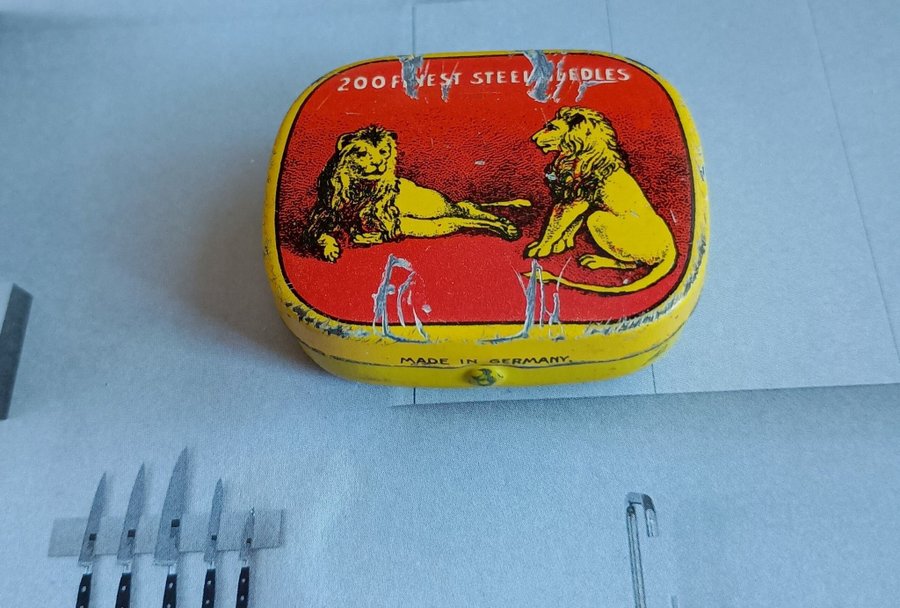 200 FINEST STEEL NEEDLES
MADE IN GERMANY.